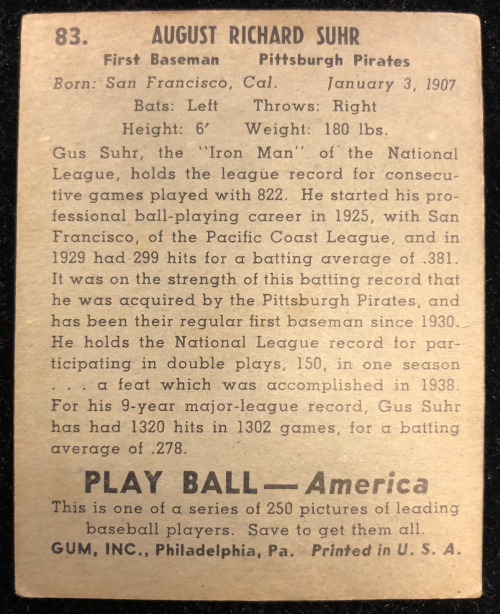 83. AUGUST RICHARD SUHR
First Baseman Pittsburgh Pirates
Born: San Francisco, Cal. January 3, 1907
Bats: Left Throws: Right
Height: 6' Weight: 180 lbs.
Gus Suhr, the "Iron Man" of the National
League, holds the league record for consecu-
tive games played with 822. He started his pro-
fessional ball-playing career in 1925, with San
Francisco, of the Pacific Coast League, and in
1929 had 299 hits for a batting average of .381.
It was on the strength of this batting record that
he was acquired by the Pittsburgh Pirates, and
has been their regular first baseman since 1930.
He holds the National League record for par-
ticipating in double plays, 150, in one season
. . . a feat which was accomplished in 1938.
For his 9-year major-league record, Gus Suhr
has had 1320 hits in 1302 games, for a batting
average of .278.
PLAY BALL — America
This is one of a series of 250 pictures of leading
baseball players. Save to get them all.
GUM, INC., Philadelphia, Pa. Printed in U. S. A.